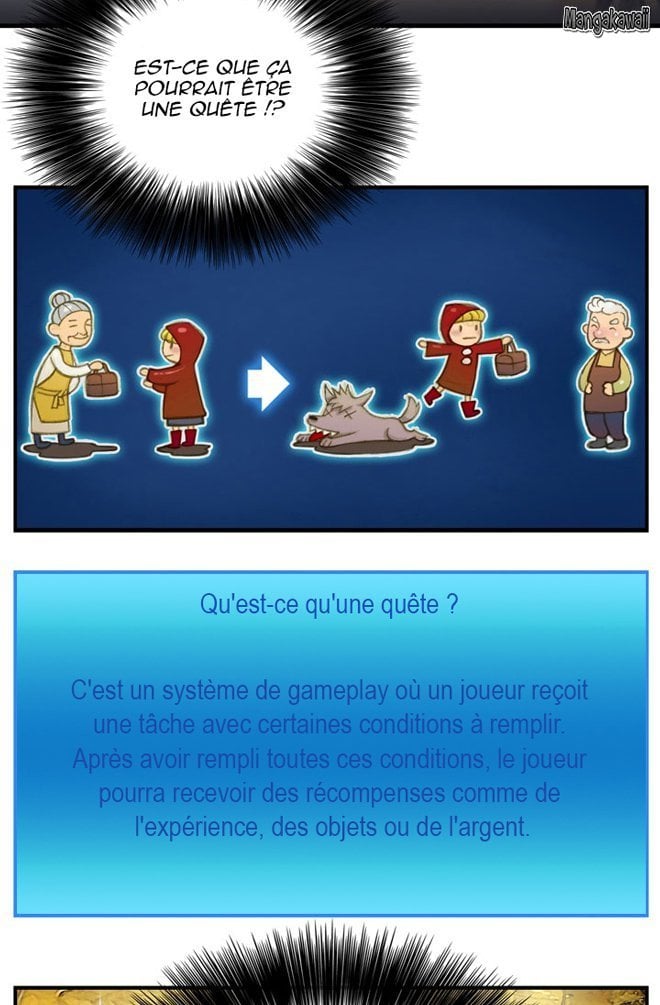 Mangakawaii
EST-CE QUE ÇA
POURRAIT ÊTRE
UNE QUÊTE !?
Qu'est-ce qu'une quête ?
C'est un système de gameplay où un joueur reçoit
une tâche avec certaines conditions à remplir.
Après avoir rempli toutes ces conditions, le joueur
pourra recevoir des récompenses comme de
l'expérience, des objets ou de l'argent.